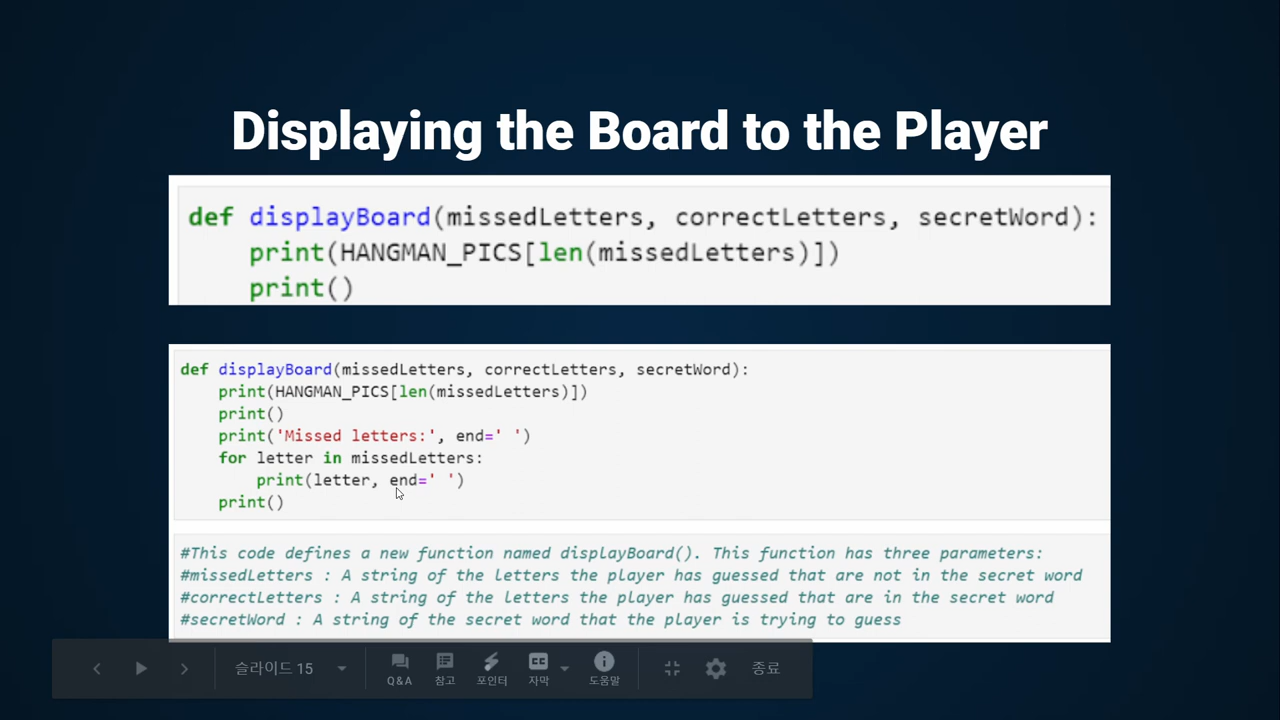 Displaying the Board to the Player
def displayBoard(missedLetters, correctLetters, secretWord):
    print(HANGMAN_PICS[len(missedLetters)])
    print()
def displayBoard(missedLetters, correctLetters, secretWord):
    print(HANGMAN_PICS[len(missedLetters)])
    print()
    print('Missed letters:', end=' ')
    for letter in missedLetters:
        print(letter, end=' ')
    print()
#This code defines a new function named displayBoard(). This function has three parameters:
#missedLetters : A string of the letters the player has guessed that are not in the secret word
#correctLetters : A string of the letters the player has guessed that are in the secret word
#secretWord : A string of the secret word that the player is trying to guess
슬라이드 15
Q&A
참고
포인터
CC
자막
도움말
종료